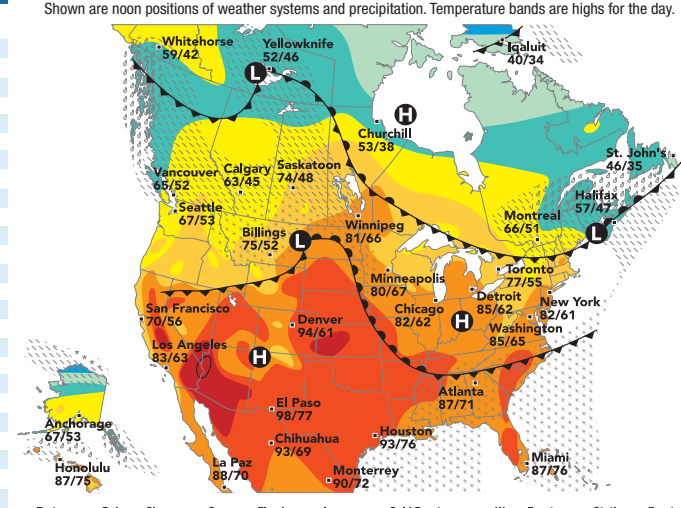 Shown are noon positions of weather systems and precipitation. Temperature bands are highs for the day.
Whitehorse
59/42
Yellowknife
52/46
Iqaluit
40/34
L
H
Churchill
53/38
St. John's
46/35
Vancouver
65/52
Calgary
63/45
Saskatoon
74/48
Halifax
57/47
Seattle
67/53
Montreal
66/51
Billings
75/52
L
Winnipeg
81/66
L
Minneapolis
80/67
Toronto
77/55
San Francisco
70/56
Denver
94/61
Chicago
82/62
Detroit
85/62
New York
82/61
H
Washington
85/65
Los Angeles
83/63
H
Atlanta
87/71
El Paso
98/77
Anchorage
67/53
Chihuahua
93/69
Houston
93/76
Honolulu
87/75
La Paz
88/70
Monterrey
90/72
Miami
87/76